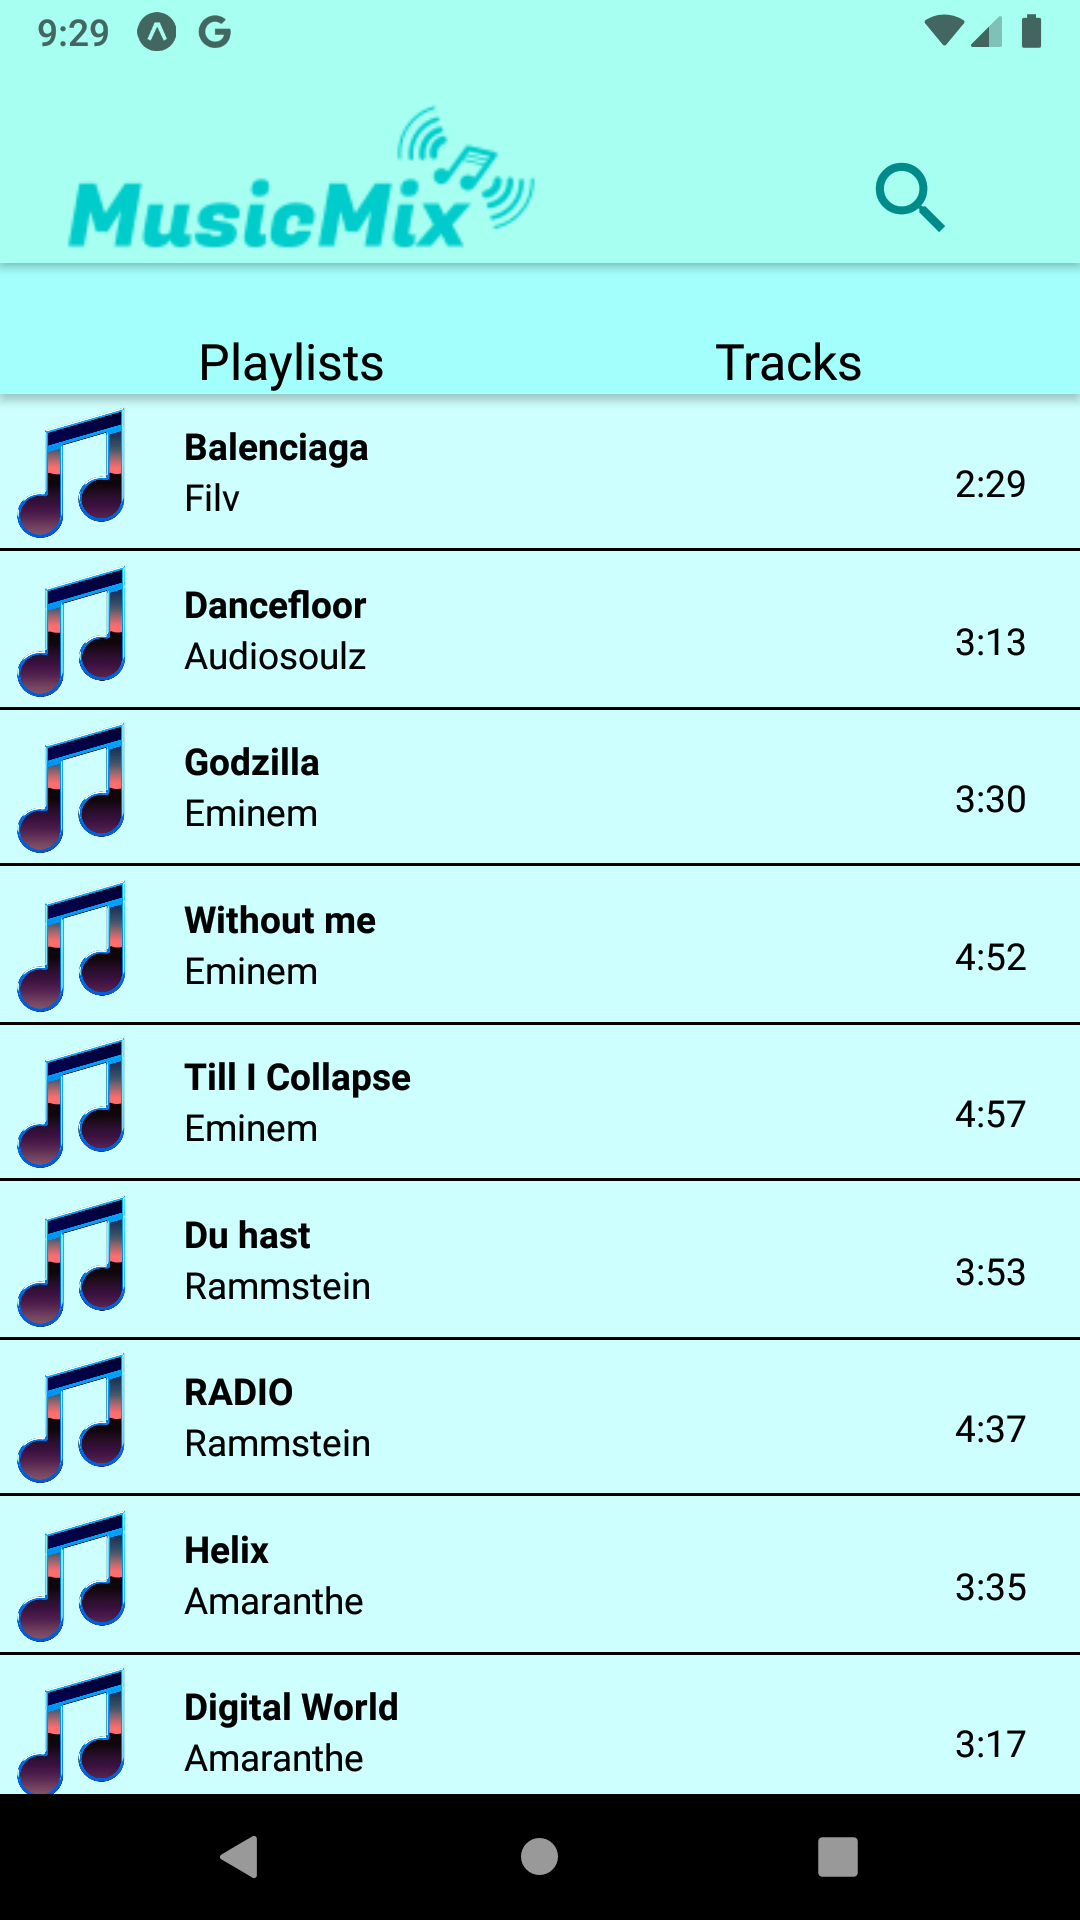 9:29
MusicMix
Playlists Tracks
Balenciaga
Filv
2:29
Dancefloor
Audiosoulz
3:13
Godzilla
Eminem
3:30
Without me
Eminem
4:52
Till I Collapse
Eminem
4:57
Du hast
Rammstein
3:53
RADIO
Rammstein
4:37
Helix
Amaranthe
3:35
Digital World
Amaranthe
3:17